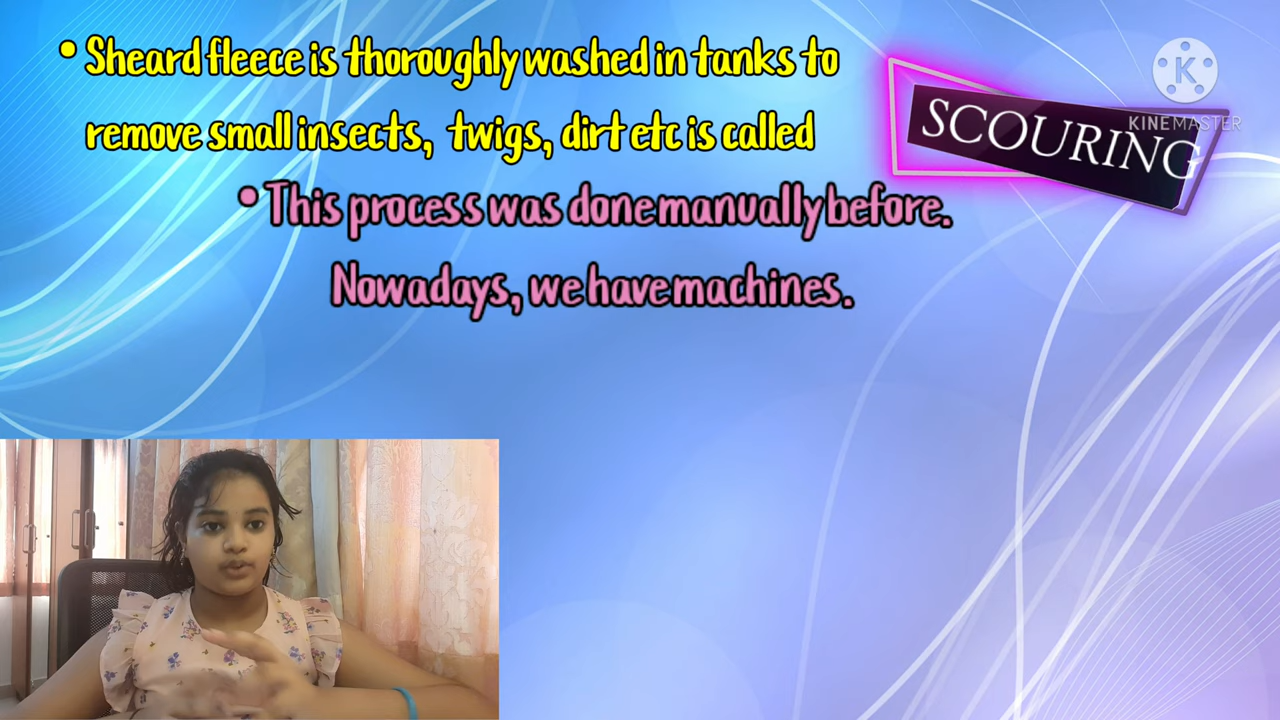 • Sheard fleece is thoroughly washed in tanks to
remove small insects, twigs, dirt etc is called
SCOURING
• This process was done manually before.
Nowadays, we have machines.
K
KINEMASTER